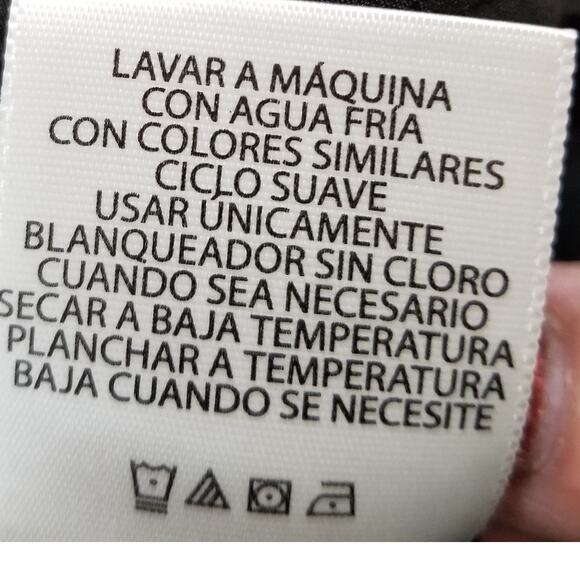 LAVAR A MÁQUINA
CON AGUA FRÍA
CON COLORES SIMILARES
CICLO SUAVE
USAR ÚNICAMENTE
BLANQUEADOR SIN CLORO
CUANDO SEA NECESARIO
SECAR A BAJA TEMPERATURA
PLANCHAR A TEMPERATURA
BAJA CUANDO SE NECESITE